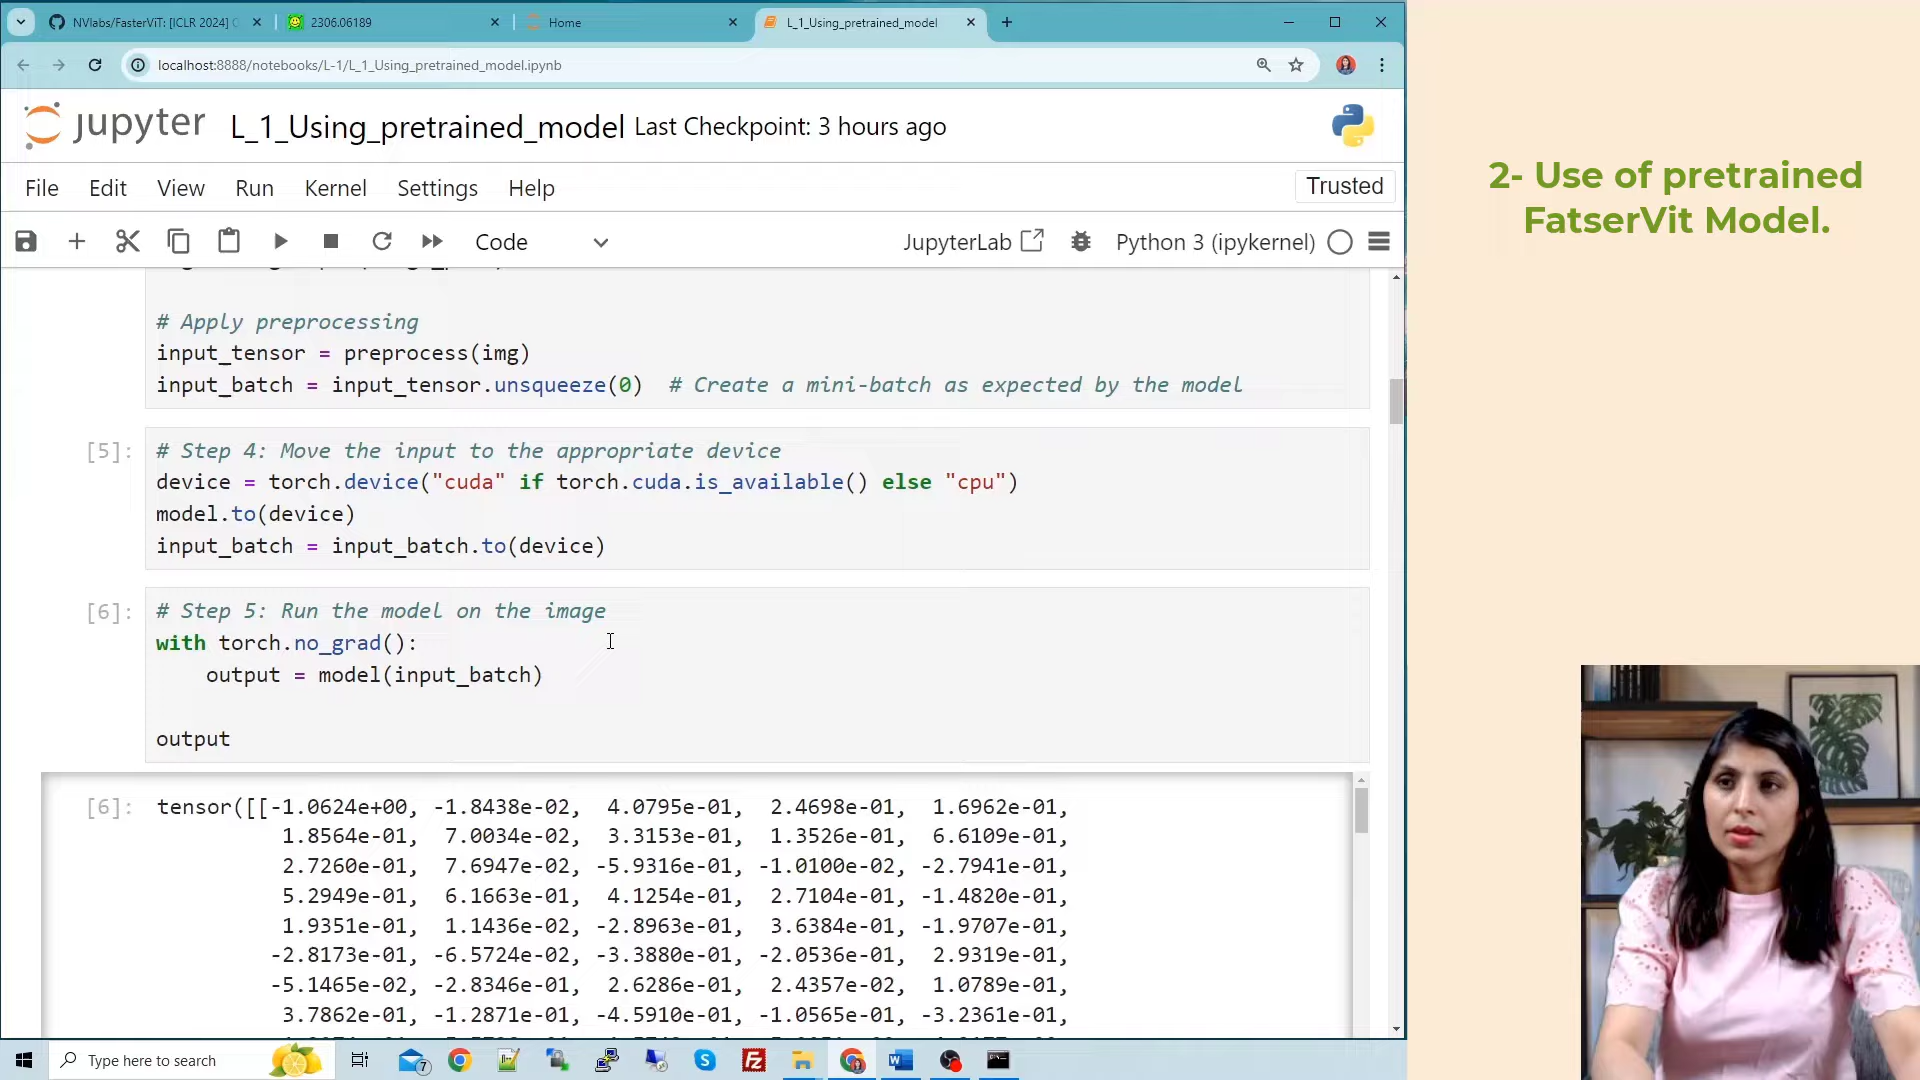 NVlabs/FasterViT: [ICLR 2024]
2306.06189
Home
L_1_Using_pretrained_model
localhost:8888/notebooks/L-1/L_1_Using_pretrained_model.ipynb
jupyter L_1_Using_pretrained_model Last Checkpoint: 3 hours ago
File Edit View Run Kernel Settings Help
Trusted
Code
JupyterLab
Python 3 (ipykernel)
# Apply preprocessing
input_tensor = preprocess(img)
input_batch = input_tensor.unsqueeze(0)  # Create a mini-batch as expected by the model
[5]:
# Step 4: Move the input to the appropriate device
device = torch.device("cuda" if torch.cuda.is_available() else "cpu")
model.to(device)
input_batch = input_batch.to(device)
[6]:
# Step 5: Run the model on the image
with torch.no_grad():
    output = model(input_batch)
output
[6]:
tensor([[-1.0624e+00, -1.8438e-02, 4.0795e-01, 2.4698e-01, 1.6962e-01,
1.8564e-01, 7.0034e-02, 3.3153e-01, 1.3526e-01, 6.6109e-01,
2.7260e-01, 7.6947e-02, -5.9316e-01, -1.0100e-02, -2.7941e-01,
5.2949e-01, 6.1663e-01, 4.1254e-01, 2.7104e-01, -1.4820e-01,
1.9351e-01, 1.1436e-02, -2.8963e-01, 3.6384e-01, -1.9707e-01,
-2.8173e-01, -6.5724e-02, -3.3880e-01, -2.0536e-01, 2.9319e-01,
-5.1465e-02, -2.8346e-01, 2.6286e-01, 2.4357e-02, 1.0789e-01,
3.7862e-01, -1.2871e-01, -4.5910e-01, -1.0565e-01, -3.2361e-01,
Type here to search
7
2- Use of pretrained
FatserVit Model.